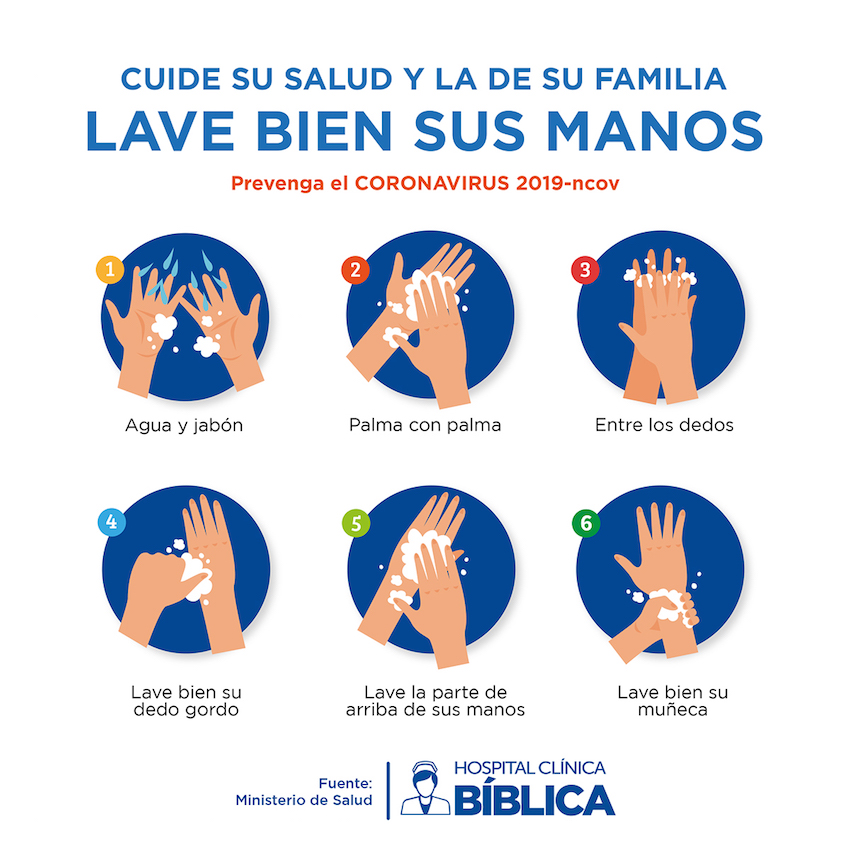 CUIDE SU SALUD Y LA DE SU FAMILIA
LAVE BIEN SUS MANOS
Prevenga el CORONAVIRUS 2019-ncov
1
Agua y jabón
2
Palma con palma
3
Entre los dedos
4
Lave bien su
dedo gordo
5
Lave la parte de
arriba de sus manos
6
Lave bien su
muñeca
Fuente:
Ministerio de Salud
HOSPITAL CLÍNICA
BÍBLICA